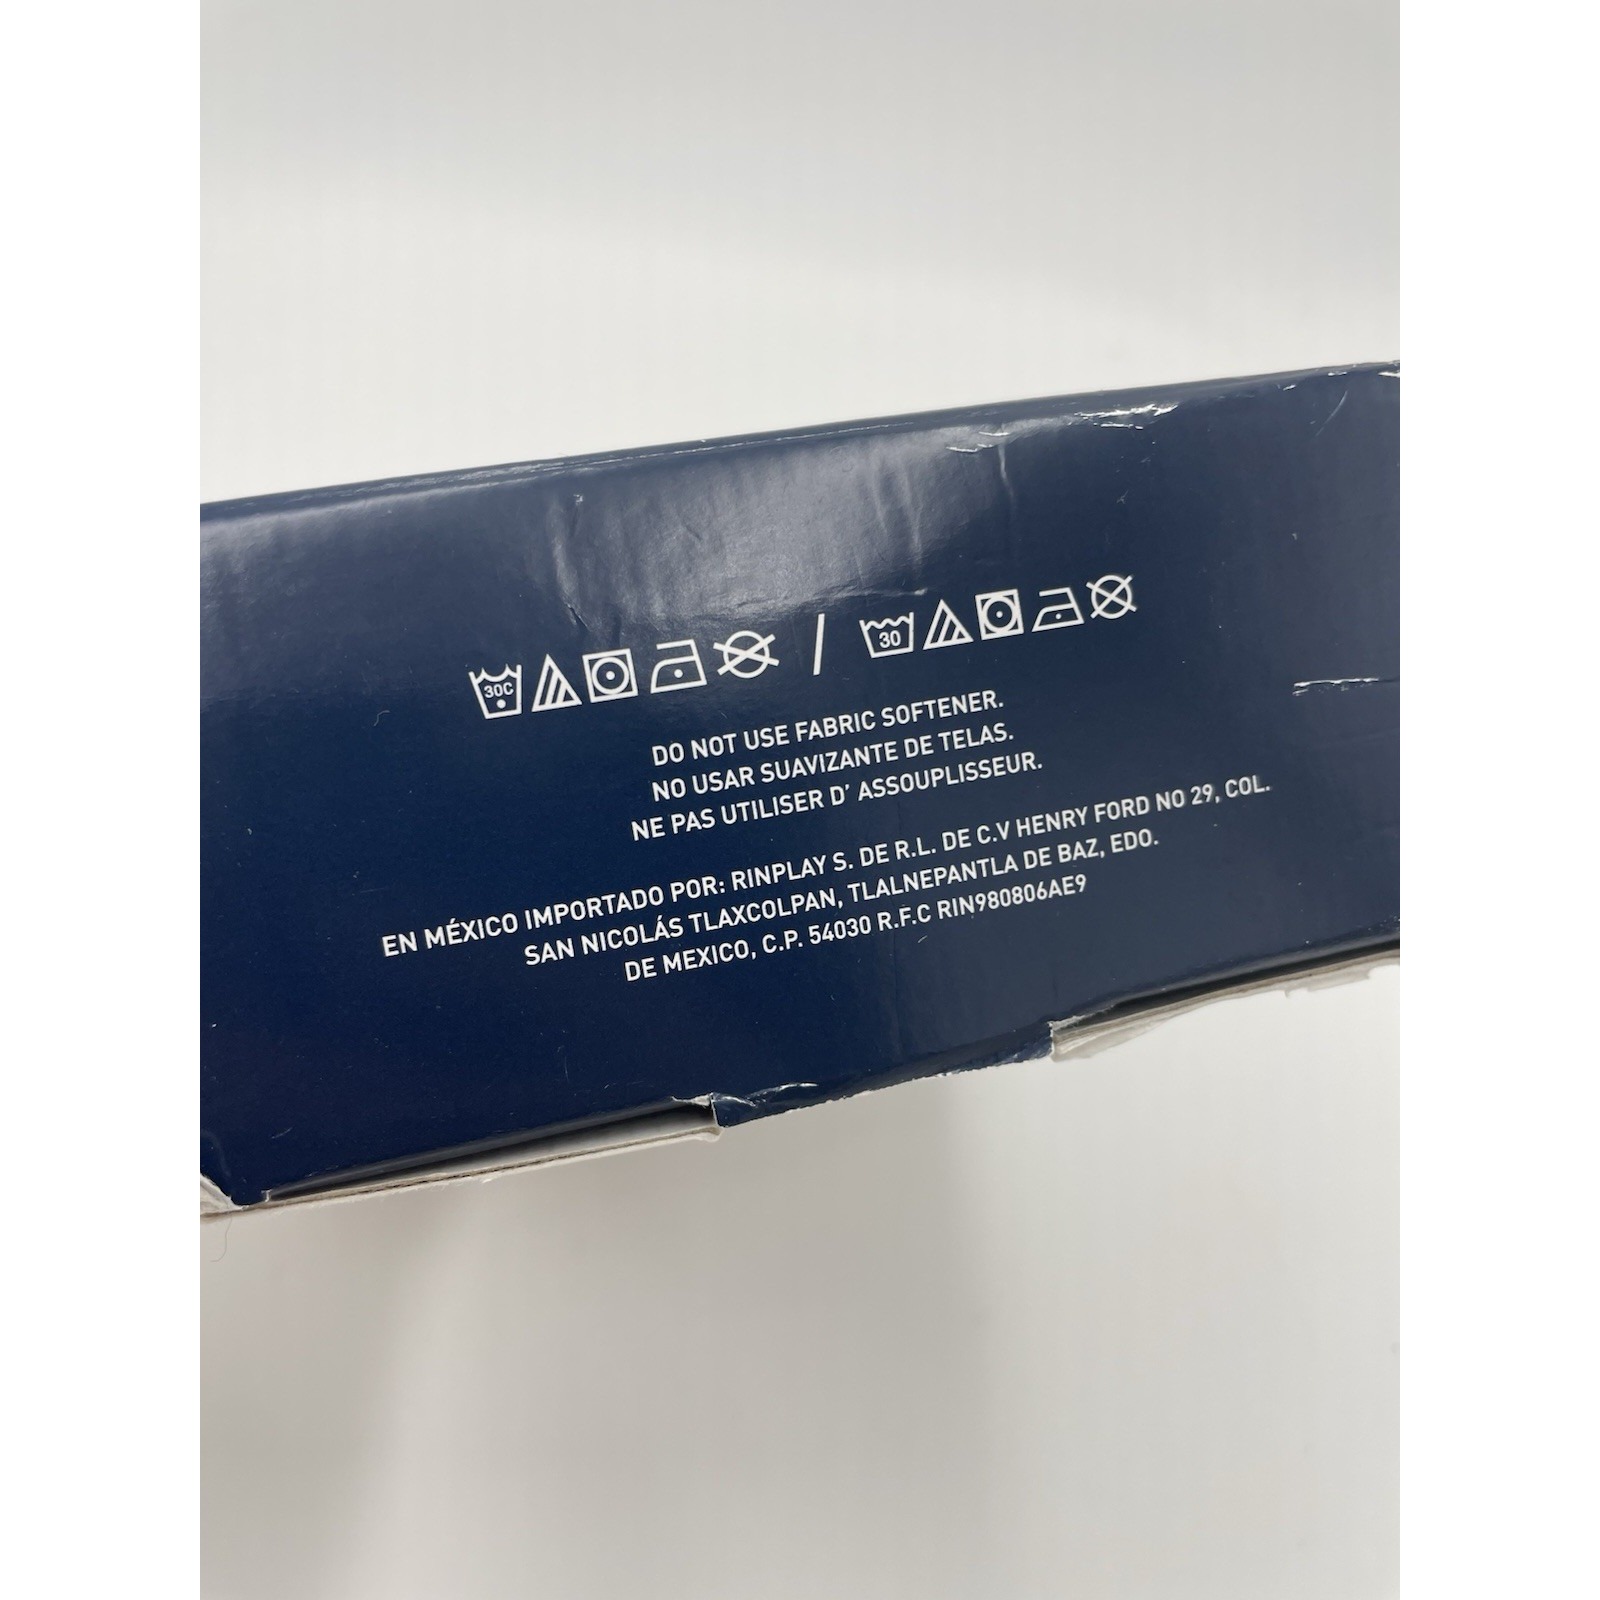 30C / 30
DO NOT USE FABRIC SOFTENER.
NO USAR SUAVIZANTE DE TELAS.
NE PAS UTILISER D' ASSOUPLISSEUR.
EN MÉXICO IMPORTADO POR: RINPLAY S. DE R.L. DE C.V HENRY FORD NO 29, COL.
SAN NICOLÁS TLAXCOLPAN, TLALNEPANTLA DE BAZ, EDO.
DE MEXICO, C.P. 54030 R.F.C RIN980806AE9